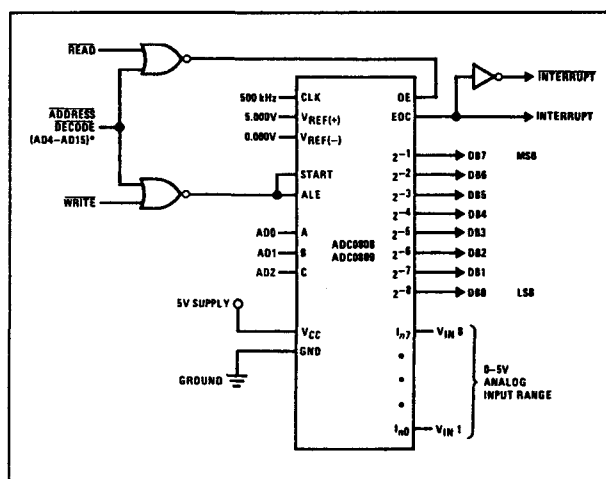 READ
ADDRESS
DECODE
(AD4–AD15)*
WRITE
500 kHz
5.000V
0.000V
AD0
AD1
AD2
5V SUPPLY
GROUND
CLK
VREF(+)
VREF(−)
START
ALE
A
B
C
VCC
GND
ADC0808
ADC0809
OE
EOC
2−1
2−2
2−3
2−4
2−5
2−6
2−7
2−8
In7
In0
INTERRUPT
INTERRUPT
DB7 MSB
DB6
DB5
DB4
DB3
DB2
DB1
DB0 LSB
VIN 8
VIN 1
0–5V
ANALOG
INPUT RANGE